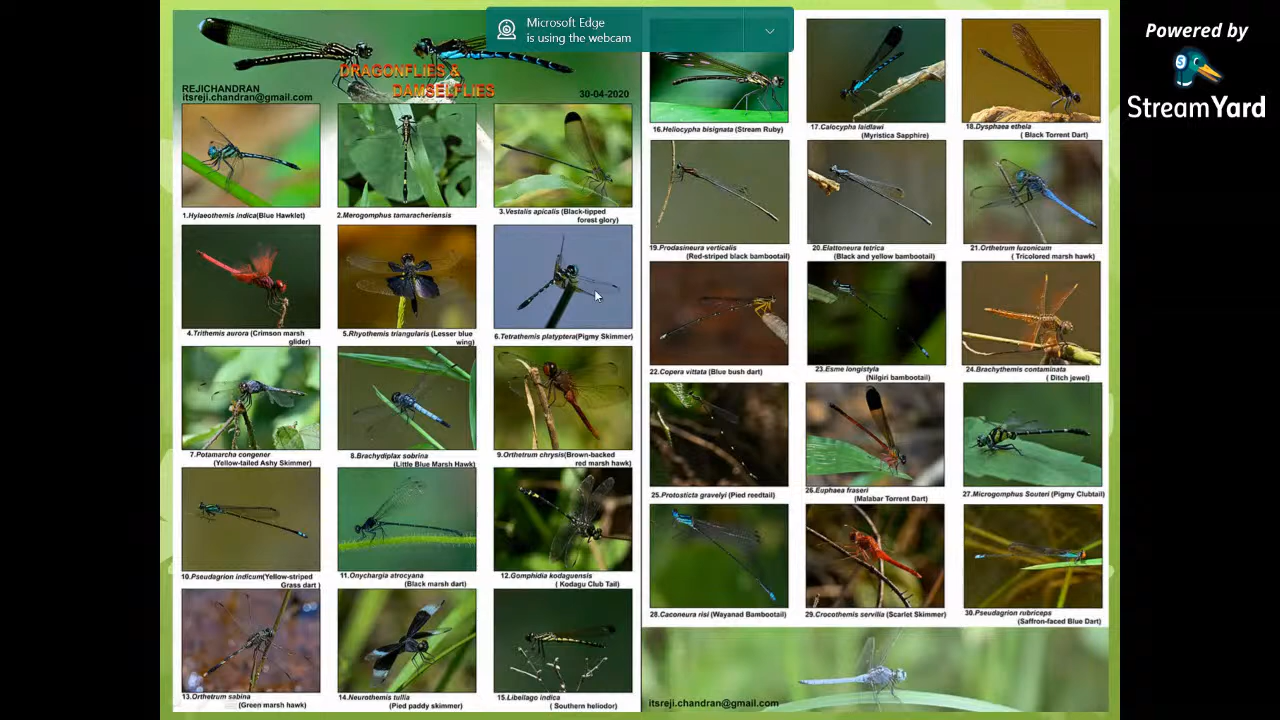 Microsoft Edge
is using the webcam
Powered by
StreamYard
DRAGONFLIES &
DAMSELFLIES
REJICHANDRAN
itsreji.chandran@gmail.com
30-04-2020
1.Hylaeothemis indica(Blue Hawklet)
2.Merogomphus tamaracheriensis
3.Vestalis apicalis (Black-tipped
forest glory)
4.Trithemis aurora (Crimson marsh
glider)
5.Rhyothemis triangularis (Lesser blue
wing)
6.Tetrathemis platyptera(Pigmy Skimmer)
7.Potamarcha congener
(Yellow-tailed Ashy Skimmer)
8.Brachydiplax sobrina
(Little Blue Marsh Hawk)
9.Orthetrum chrysis(Brown-backed
red marsh hawk)
10.Pseudagrion indicum(Yellow-striped
Grass dart )
11.Onychargia atrocyana
(Black marsh dart)
12.Gomphidia kodaguensis
( Kodagu Club Tail)
13.Orthetrum sabina
(Green marsh hawk)
14.Neurothemis tullia
(Pied paddy skimmer)
15.Libellago indica
( Southern heliodor)
16.Heliocypha bisignata (Stream Ruby)
17.Calocypha laidlawi
(Myristica Sapphire)
18.Dysphaea ethela
( Black Torrent Dart)
19.Prodasineura verticalis
(Red-striped black bambootail)
20.Elattoneura tetrica
(Black and yellow bambootail)
21.Orthetrum luzonicum
( Tricolored marsh hawk)
22.Copera vittata (Blue bush dart)
23.Esme longistyla
(Nilgiri bambootail)
24.Brachythemis contaminata
( Ditch jewel)
25.Protosticta gravelyi (Pied reedtail)
26.Euphaea fraseri
(Malabar Torrent Dart)
27.Microgomphus Souteri (Pigmy Clubtail)
28.Caconeura risi (Wayanad Bambootail)
29.Crocothemis servilia (Scarlet Skimmer)
30.Pseudagrion rubriceps
(Saffron-faced Blue Dart)
itsreji.chandran@gmail.com